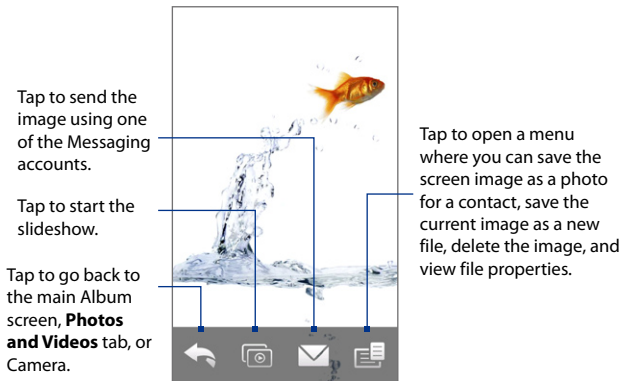 Tap to send the
image using one
of the Messaging
accounts.
Tap to start the
slideshow.
Tap to go back to
the main Album
screen, Photos
and Videos tab, or
Camera.
Tap to open a menu
where you can save the
screen image as a photo
for a contact, save the
current image as a new
file, delete the image, and
view file properties.